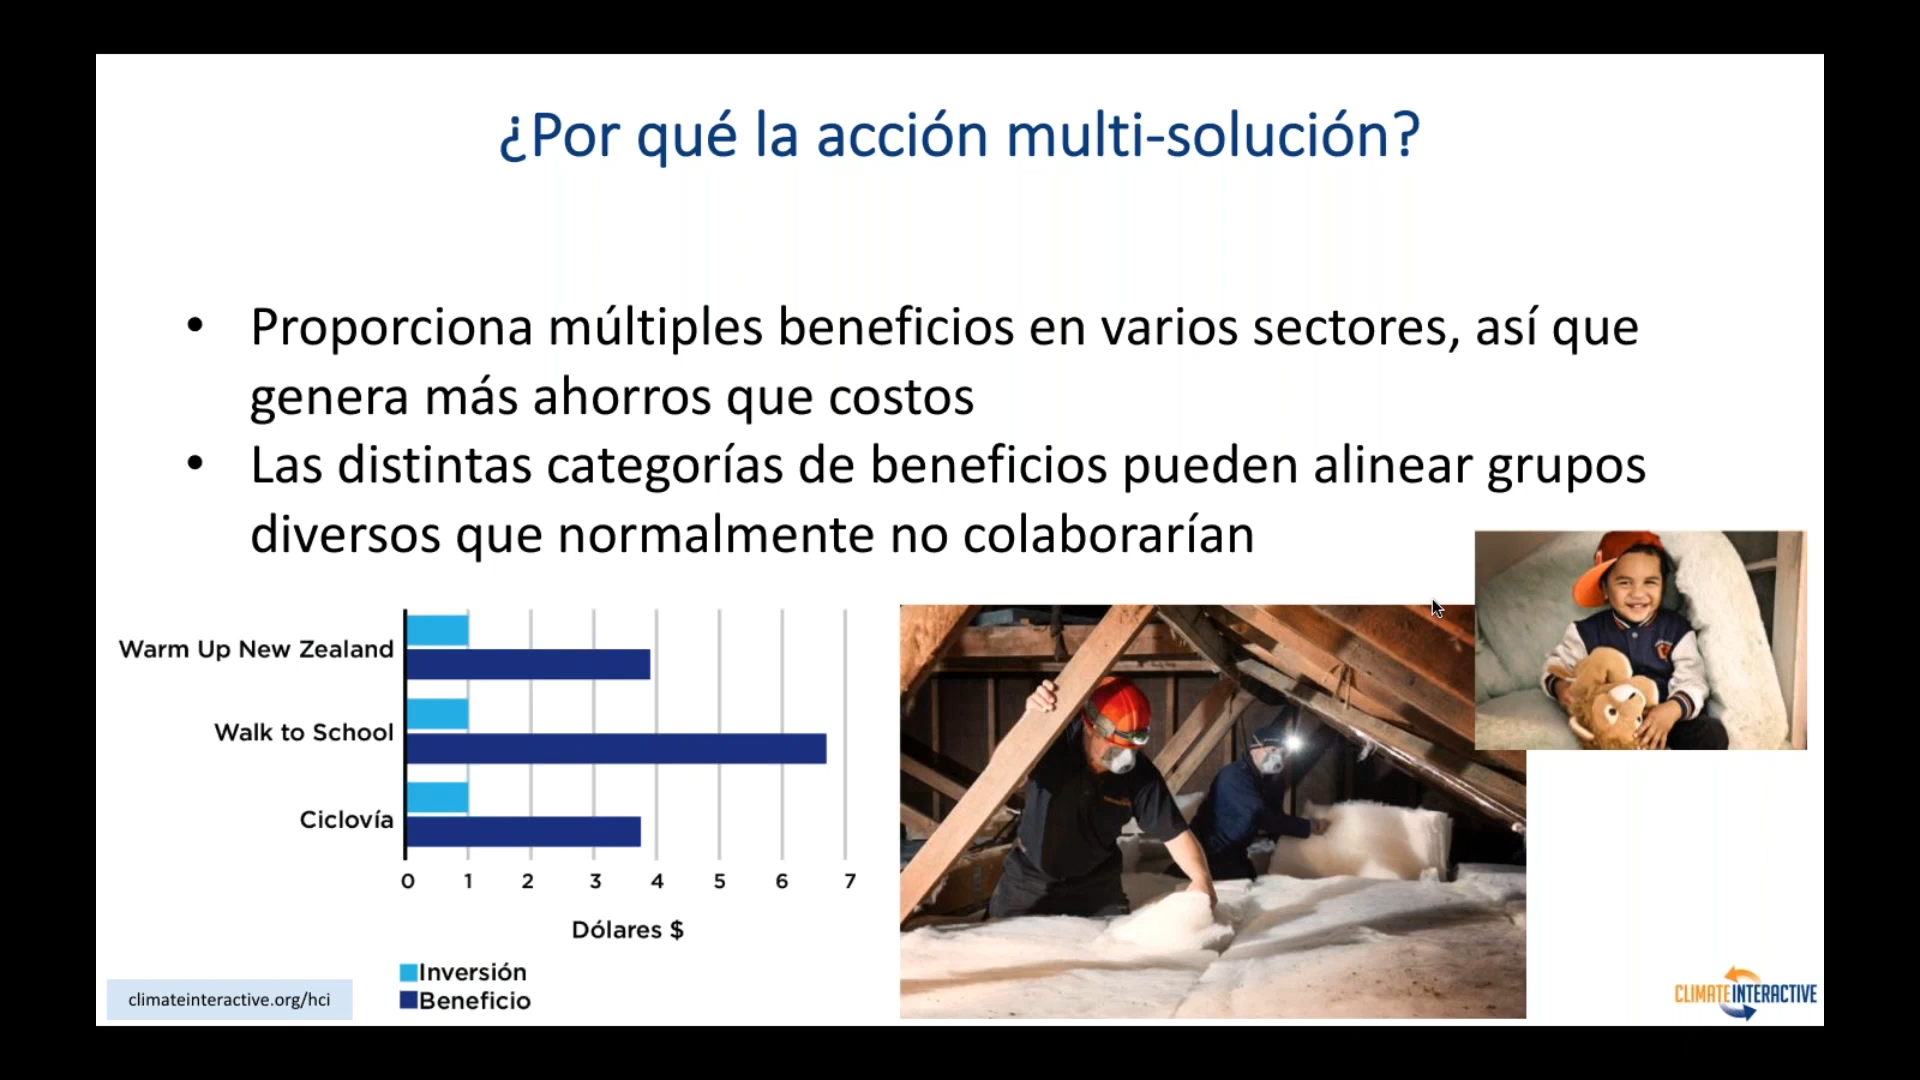 ¿Por qué la acción multi-solución?
• Proporciona múltiples beneficios en varios sectores, así que
genera más ahorros que costos
• Las distintas categorías de beneficios pueden alinear grupos
diversos que normalmente no colaborarían
Warm Up New Zealand
Walk to School
Ciclovía
0 1 2 3 4 5 6 7
Dólares $
Inversión
Beneficio
climateinteractive.org/hci
CLIMATEINTERACTIVE